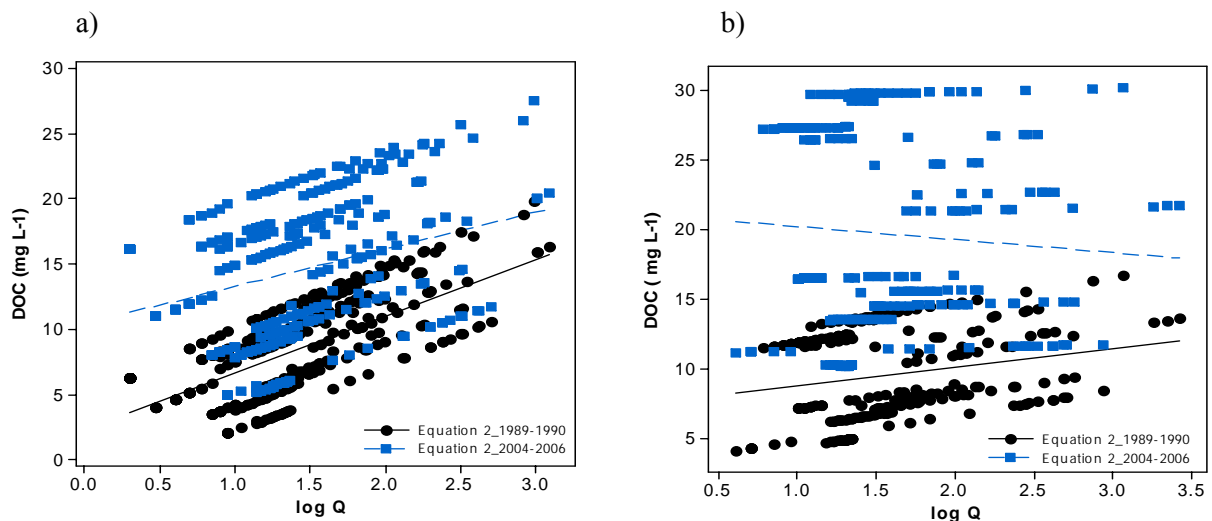 a)
30
25
20
15
10
5
0
DOC (mg L-1)
0.0 0.5 1.0 1.5 2.0 2.5 3.0
log Q
Equation 2_1989-1990
Equation 2_2004-2006
b)
30
25
20
15
10
5
DOC ( mg L-1)
0.5 1.0 1.5 2.0 2.5 3.0 3.5
log Q
Equation 2_1989-1990
Equation 2_2004-2006